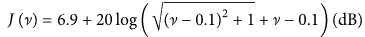 J(ν) = 6.9 + 20 log(√((ν − 0.1)² + 1) + ν − 0.1) (dB)